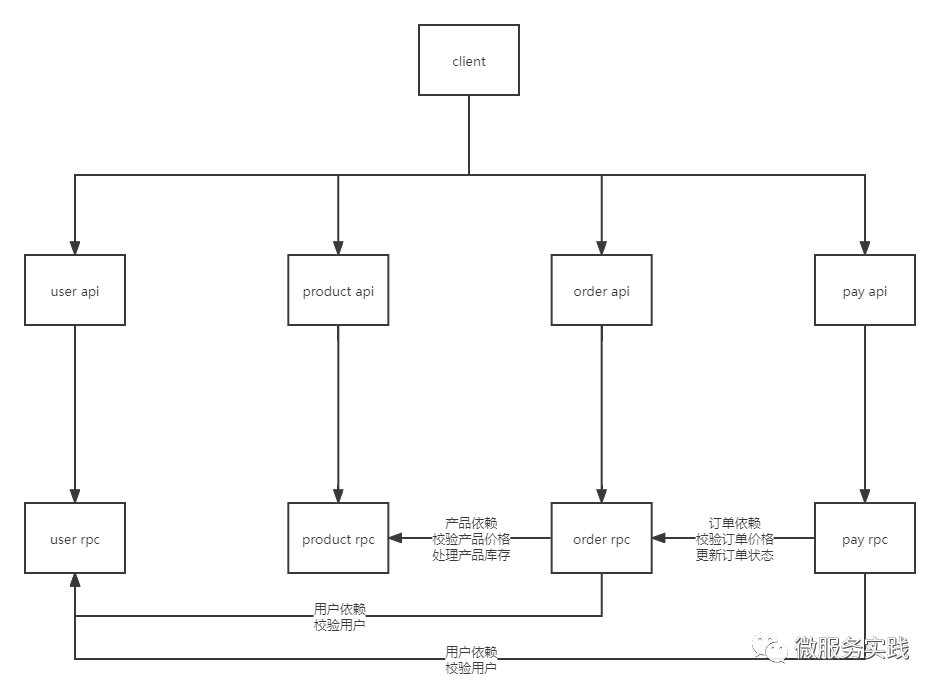 client
user api
product api
order api
pay api
user rpc
product rpc
order rpc
pay rpc
产品依赖
校验产品价格
处理产品库存
订单依赖
校验订单价格
更新订单状态
用户依赖
校验用户
用户依赖
校验用户
微服务实践